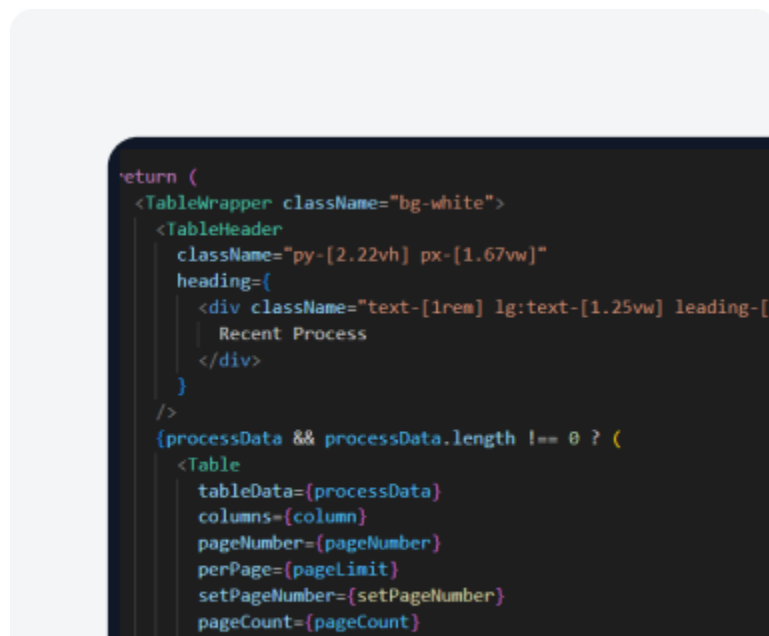 return (
<TableWrapper className="bg-white">
<TableHeader
className="py-[2.22vh] px-[1.67vw]"
heading={
<div className="text-[1rem] lg:text-[1.25vw] leading-[
Recent Process
</div>
}
/>
{processData && processData.length !== 0 ? (
<Table
tableData={processData}
columns={column}
pageNumber={pageNumber}
perPage={pageLimit}
setPageNumber={setPageNumber}
pageCount={pageCount}